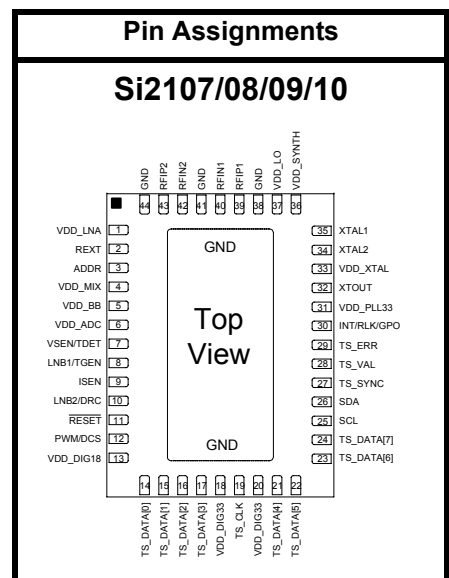 Pin Assignments
Si2107/08/09/10
GND
RFIP2
RFIN2
GND
RFIN1
RFIP1
GND
VDD_LO
VDD_SYNTH
44
43
42
41
40
39
38
37
36
VDD_LNA 1
REXT 2
ADDR 3
VDD_MIX 4
VDD_BB 5
VDD_ADC 6
VSEN/TDET 7
LNB1/TGEN 8
ISEN 9
LNB2/DRC 10
RESET 11
PWM/DCS 12
VDD_DIG18 13
GND
Top
View
GND
35 XTAL1
34 XTAL2
33 VDD_XTAL
32 XTOUT
31 VDD_PLL33
30 INT/RLK/GPO
29 TS_ERR
28 TS_VAL
27 TS_SYNC
26 SDA
25 SCL
24 TS_DATA[7]
23 TS_DATA[6]
14
15
16
17
18
19
20
21
22
TS_DATA[0]
TS_DATA[1]
TS_DATA[2]
TS_DATA[3]
VDD_DIG33
TS_CLK
VDD_DIG33
TS_DATA[4]
TS_DATA[5]